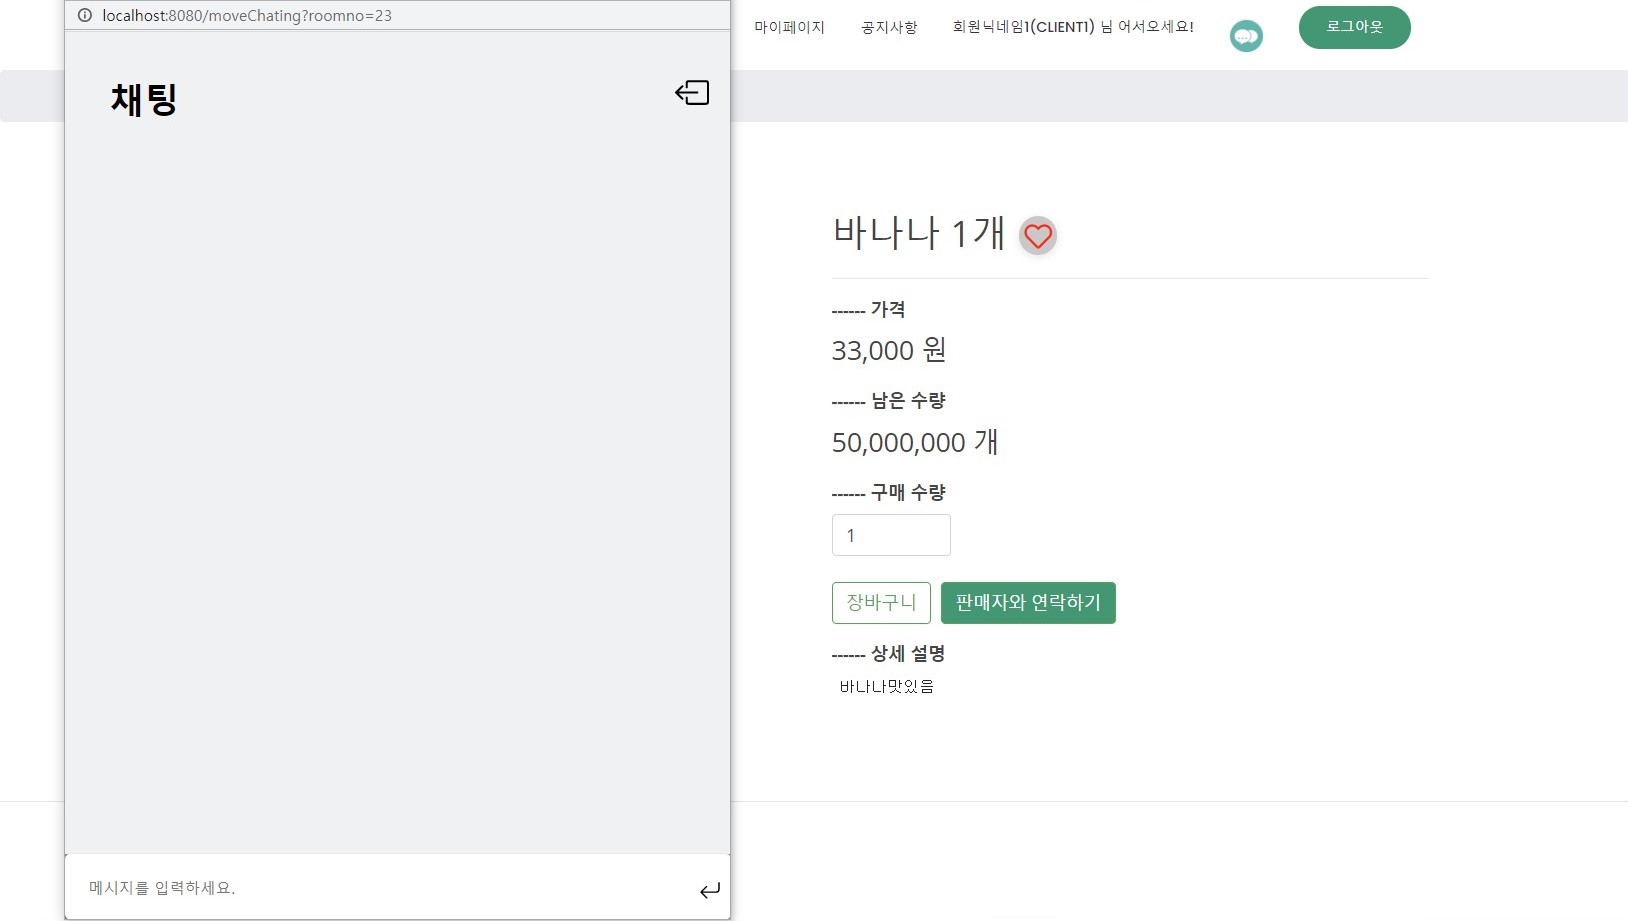 localhost:8080/moveChating?roomno=23
채팅
메시지를 입력하세요.
마이페이지 공지사항 회원닉네임1(CLIENT1) 님 어서오세요! 로그아웃
바나나 1개
------ 가격
33,000 원
------ 남은 수량
50,000,000 개
------ 구매 수량
1
장바구니 판매자와 연락하기
------ 상세 설명
바나나맛있음